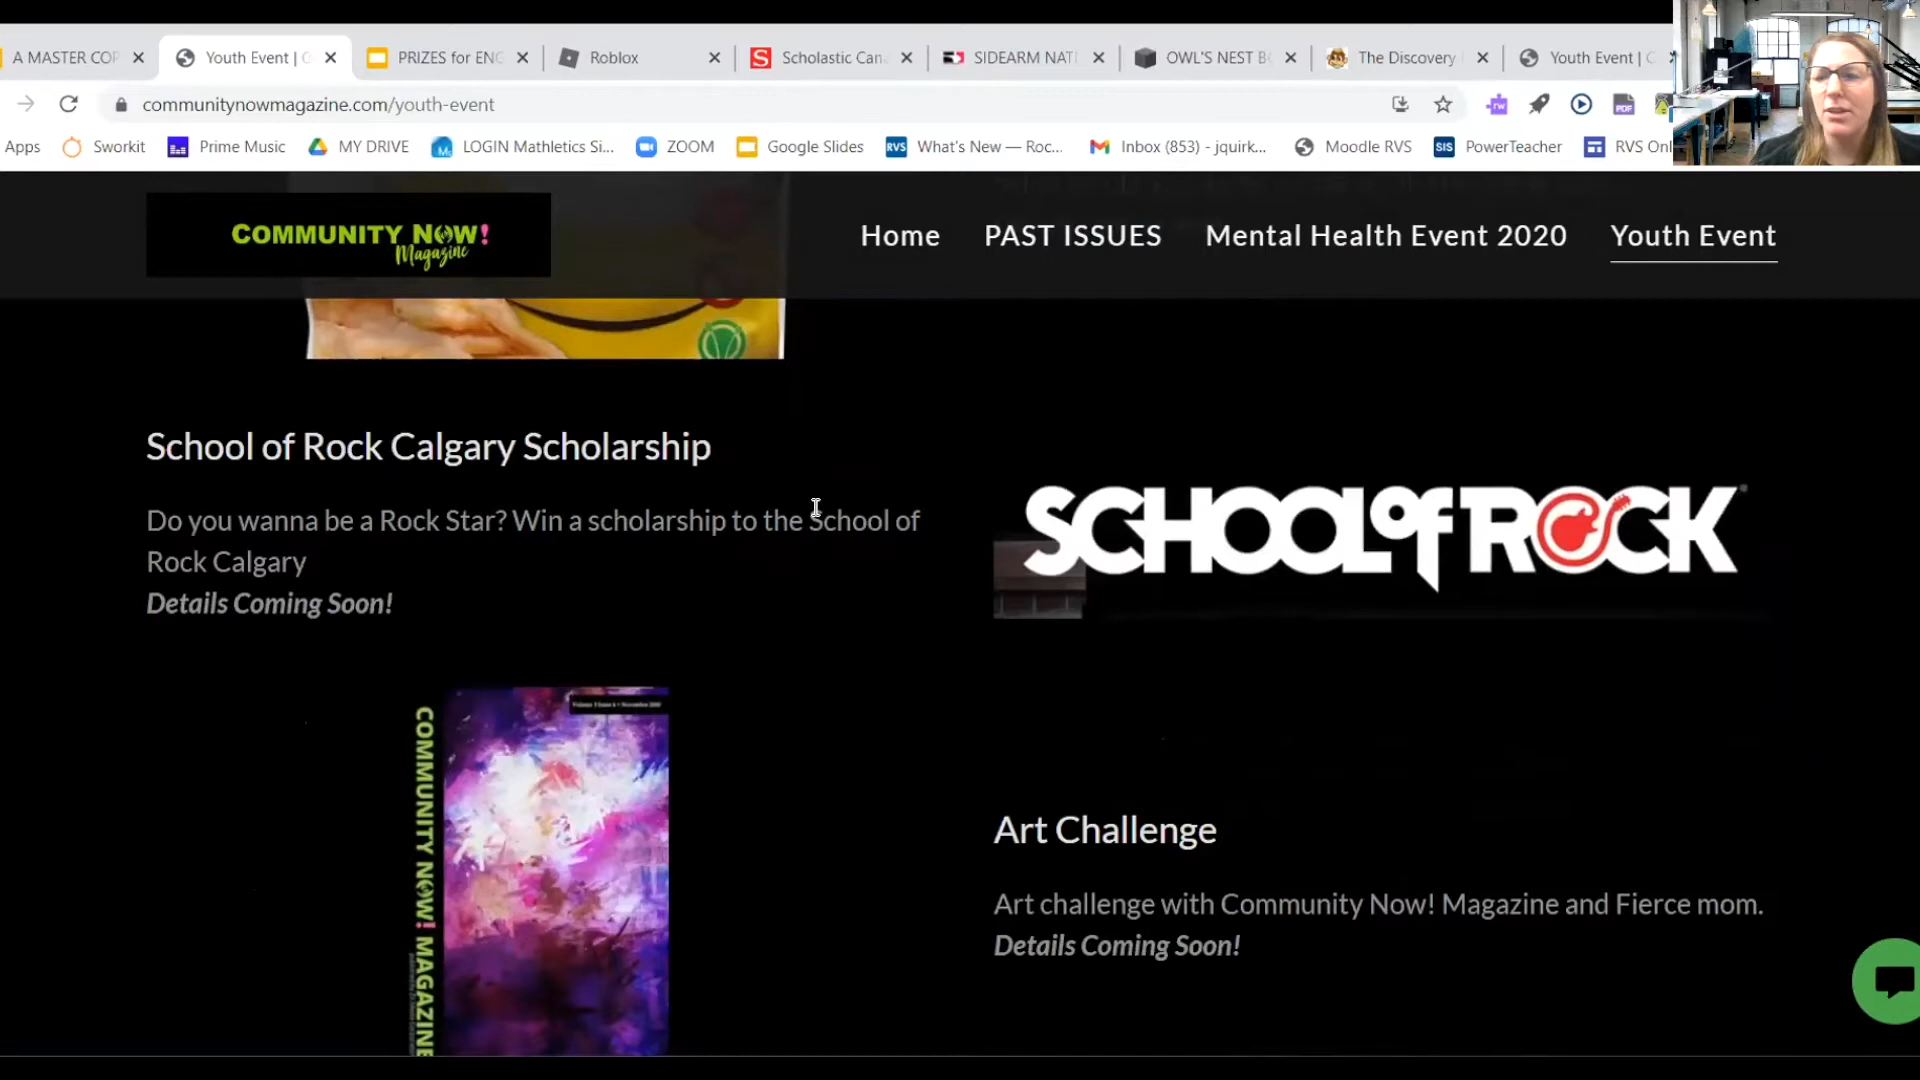 A MASTER COP
Youth Event | G
PRIZES for ENG
Roblox
Scholastic Can
SIDEARM NATI
OWL'S NEST B
The Discovery
Youth Event | G
communitynowmagazine.com/youth-event
Apps
Sworkit
Prime Music
MY DRIVE
LOGIN Mathletics Si...
ZOOM
Google Slides
RVS
What's New — Roc...
Inbox (853) - jquirk...
Moodle RVS
SIS
PowerTeacher
RVS Onl
COMMUNITY NOW!
Magazine
Home
PAST ISSUES
Mental Health Event 2020
Youth Event
School of Rock Calgary Scholarship
Do you wanna be a Rock Star? Win a scholarship to the School of
Rock Calgary
Details Coming Soon!
SCHOOL of ROCK
COMMUNITY NOW! MAGAZINE
Art Challenge
Art challenge with Community Now! Magazine and Fierce mom.
Details Coming Soon!